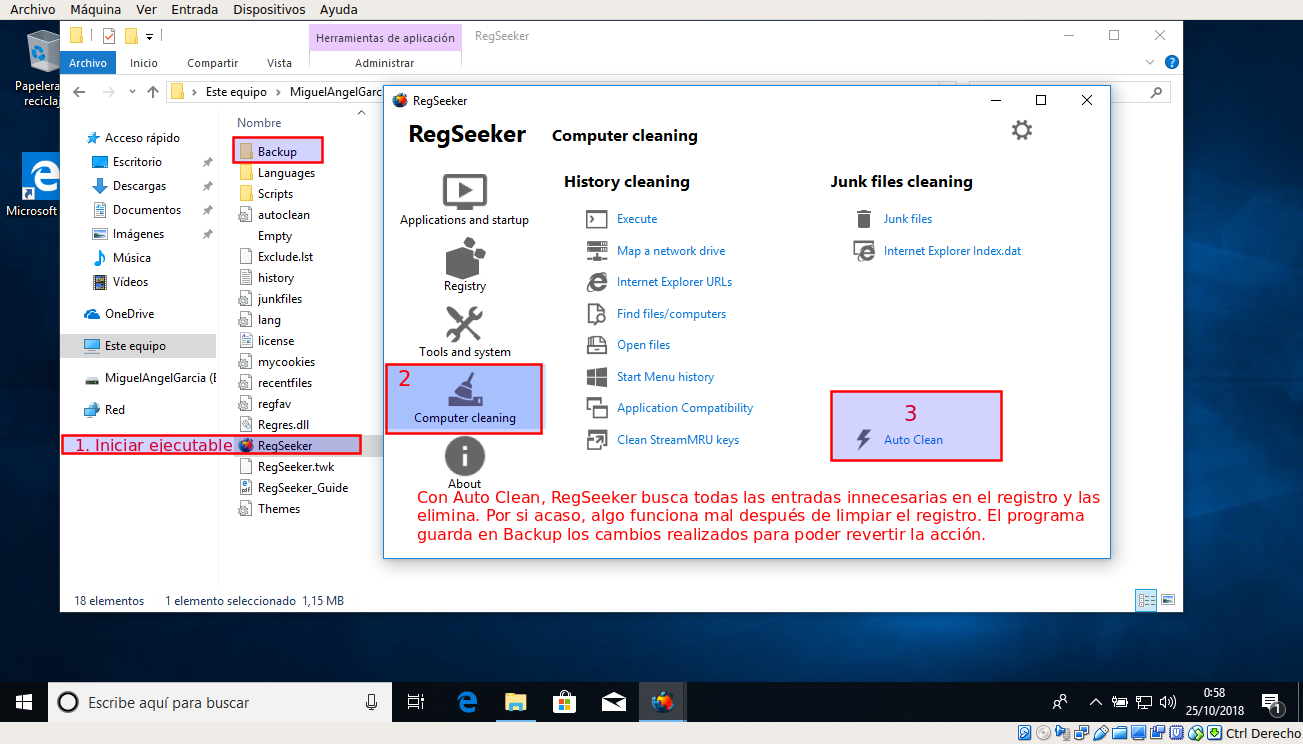 Archivo Máquina Ver Entrada Dispositivos Ayuda
Papelera
reciclaj
Microsoft
Herramientas de aplicación
RegSeeker
Archivo Inicio Compartir Vista Administrar
Este equipo > MiguelAngelGarc
Acceso rápido
Escritorio
Descargas
Documentos
Imágenes
Música
Vídeos
OneDrive
Este equipo
MiguelAngelGarcia (E
Red
Nombre
Backup
Languages
Scripts
autoclean
Empty
Exclude.lst
history
junkfiles
lang
license
mycookies
recentfiles
regfav
Regres.dll
1. Iniciar ejecutable
RegSeeker
RegSeeker.twk
RegSeeker_Guide
Themes
18 elementos 1 elemento seleccionado 1,15 MB
RegSeeker
RegSeeker
Computer cleaning
Applications and startup
Registry
Tools and system
2
Computer cleaning
About
History cleaning
Execute
Map a network drive
Internet Explorer URLs
Find files/computers
Open files
Start Menu history
Application Compatibility
Clean StreamMRU keys
Junk files cleaning
Junk files
Internet Explorer Index.dat
3
Auto Clean
Con Auto Clean, RegSeeker busca todas las entradas innecesarias en el registro y las
elimina. Por si acaso, algo funciona mal después de limpiar el registro. El programa
guarda en Backup los cambios realizados para poder revertir la acción.
Escribe aquí para buscar
0:58
25/10/2018
1
Ctrl Derecho